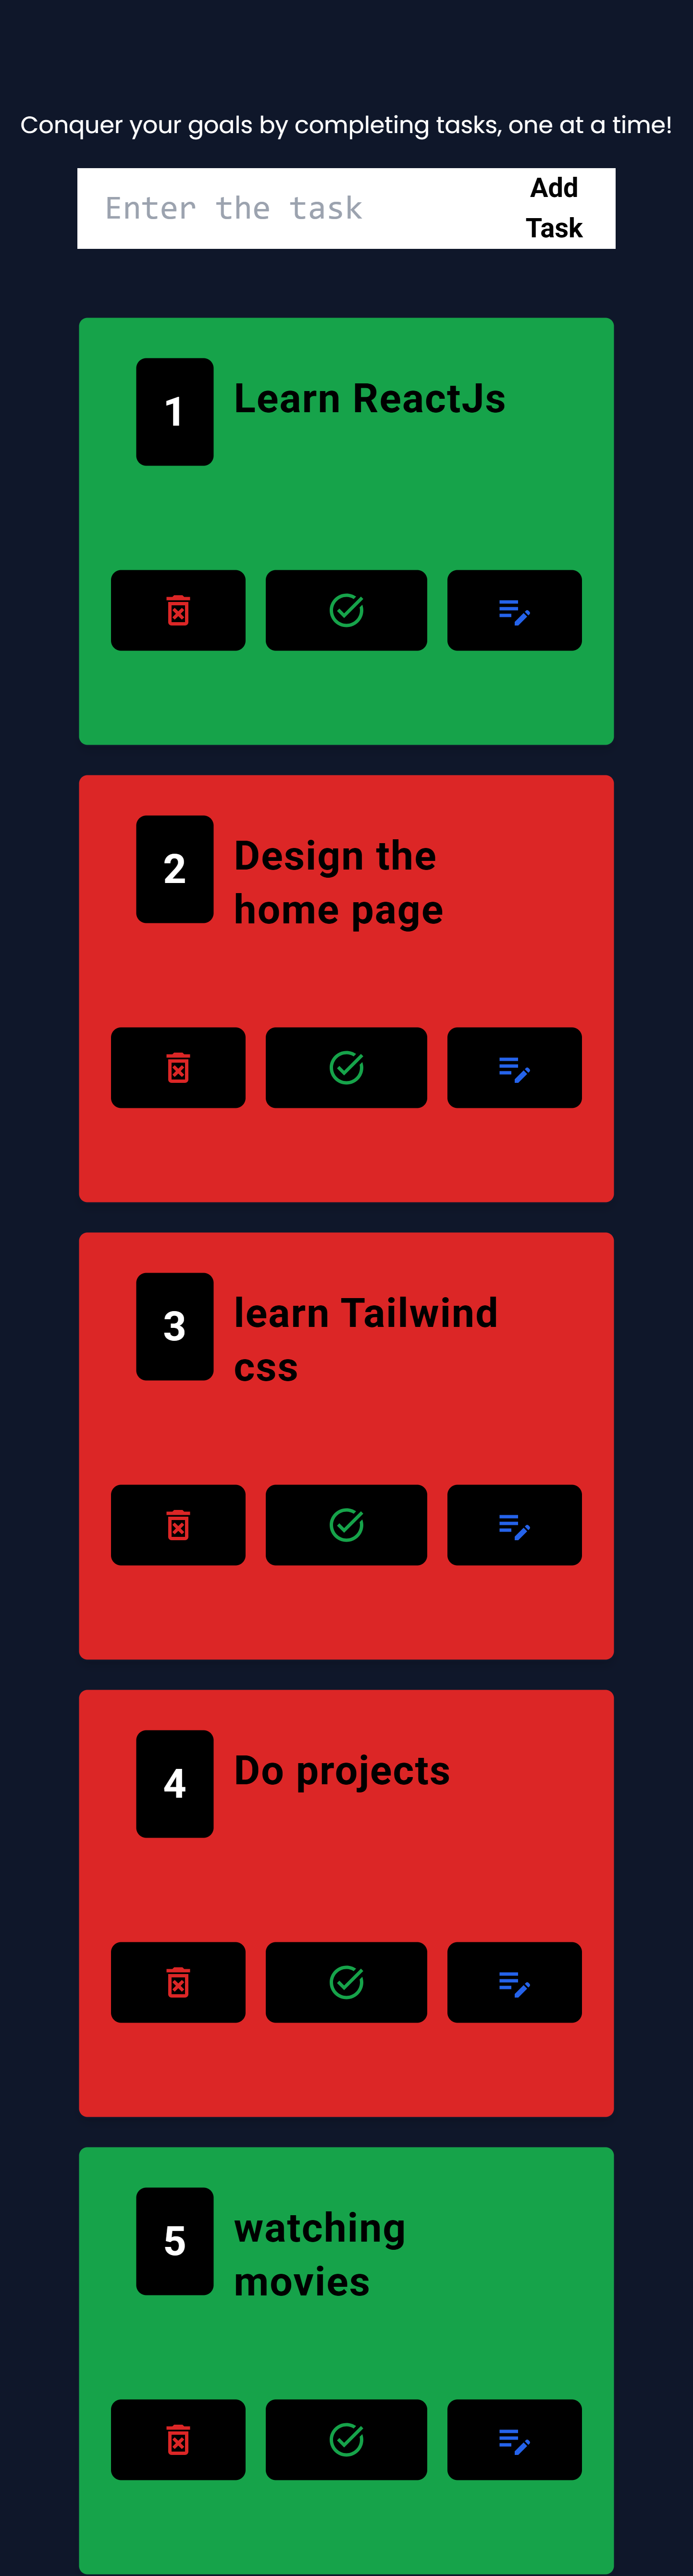 Conquer your goals by completing tasks, one at a time!
Enter the task
Add
Task
1
Learn ReactJs
2
Design the
home page
3
learn Tailwind
css
4
Do projects
5
watching
movies